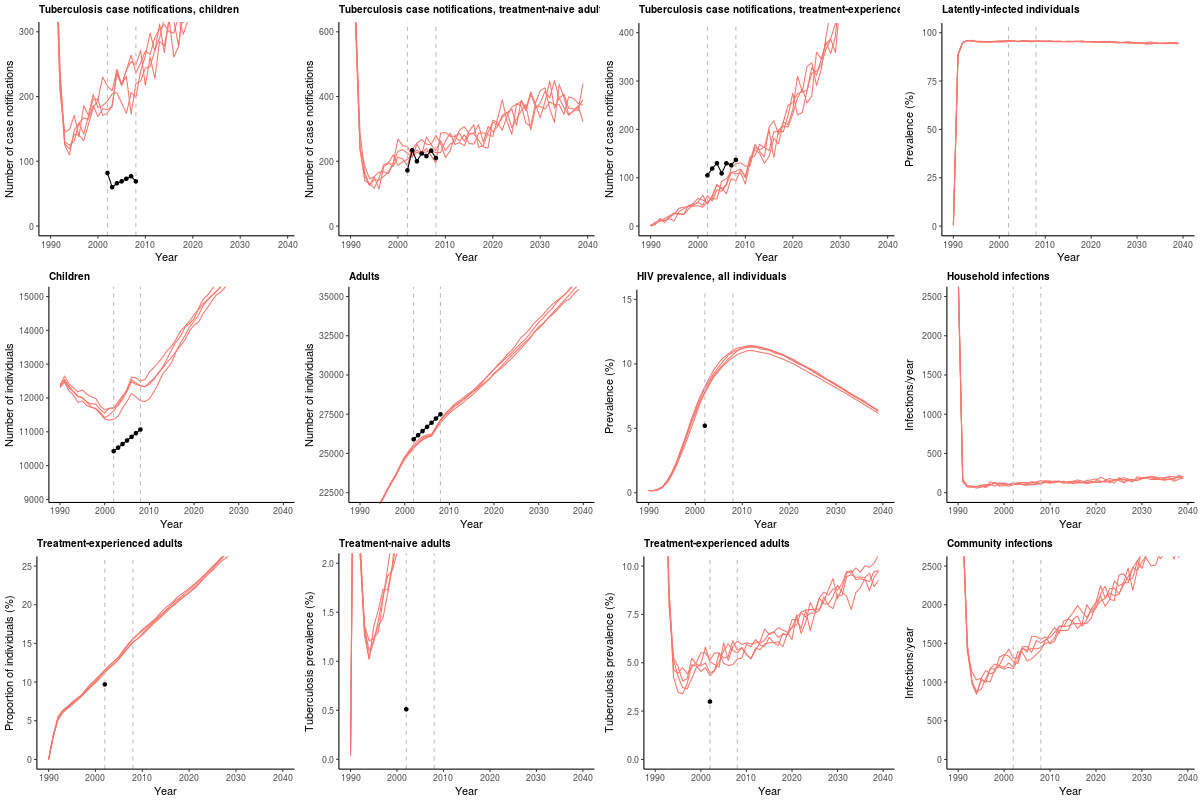 Tuberculosis case notifications, children
Number of case notifications
300
200
100
0
1990 2000 2010 2020 2030 2040
Year
Tuberculosis case notifications, treatment-naive adul
Number of case notifications
600
400
200
0
1990 2000 2010 2020 2030 2040
Year
Tuberculosis case notifications, treatment-experience
Number of case notifications
400
300
200
100
0
1990 2000 2010 2020 2030 2040
Year
Latently-infected individuals
Prevalence (%)
100
75
50
25
0
1990 2000 2010 2020 2030 2040
Year
Children
Number of individuals
15000
14000
13000
12000
11000
10000
9000
1990 2000 2010 2020 2030 2040
Year
Adults
Number of individuals
35000
32500
30000
27500
25000
22500
1990 2000 2010 2020 2030 2040
Year
HIV prevalence, all individuals
Prevalence (%)
15
10
5
0
1990 2000 2010 2020 2030 2040
Year
Household infections
Infections/year
2500
2000
1500
1000
500
0
1990 2000 2010 2020 2030 2040
Year
Treatment-experienced adults
Proportion of individuals (%)
25
20
15
10
5
0
1990 2000 2010 2020 2030 2040
Year
Treatment-naive adults
Tuberculosis prevalence (%)
2.0
1.5
1.0
0.5
0.0
1990 2000 2010 2020 2030 2040
Year
Treatment-experienced adults
Tuberculosis prevalence (%)
10.0
7.5
5.0
2.5
0.0
1990 2000 2010 2020 2030 2040
Year
Community infections
Infections/year
2500
2000
1500
1000
500
0
1990 2000 2010 2020 2030 2040
Year